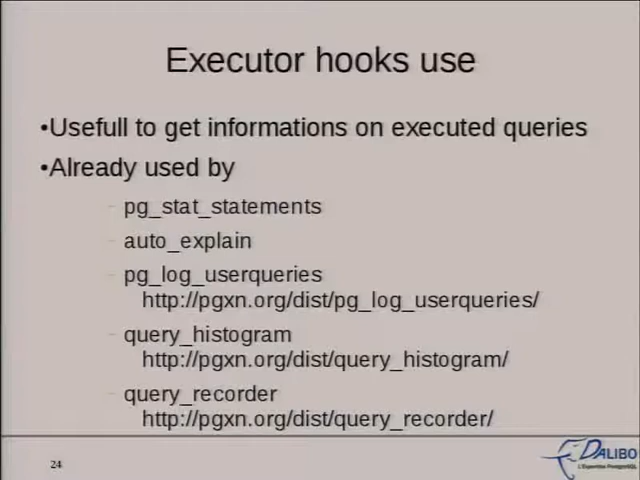 Executor hooks use
•Usefull to get informations on executed queries
•Already used by
– pg_stat_statements
– auto_explain
– pg_log_userqueries
http://pgxn.org/dist/pg_log_userqueries/
– query_histogram
http://pgxn.org/dist/query_histogram/
– query_recorder
http://pgxn.org/dist/query_recorder/
24
DALIBO
L'Expertise PostgreSQL